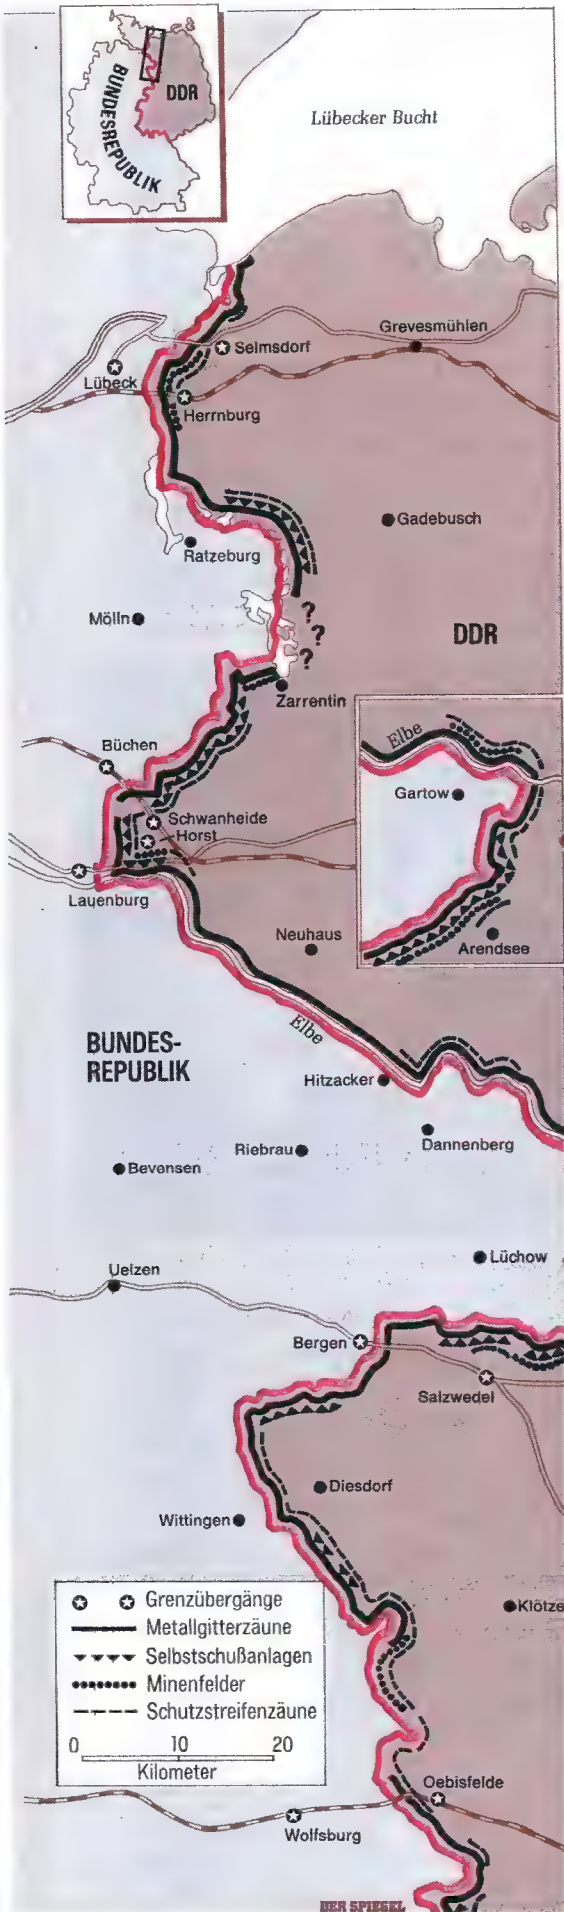 BUNDESREPUBLIK
DDR
Lübecker Bucht
Selmsdorf
Grevesmühlen
Lübeck
Herrnburg
Gadebusch
Ratzeburg
Mölln
?
?
?
DDR
Zarrentin
Elbe
Büchen
Gartow
Schwanheide
Horst
Lauenburg
Neuhaus
Arendsee
Elbe
BUNDES-
REPUBLIK
Hitzacker
Dannenberg
Riebrau
Bevensen
Lüchow
Uelzen
Bergen
Salzwedel
Diesdorf
Wittingen
Grenzübergänge
Metallgitterzäune
Selbstschußanlagen
Minenfelder
Schutzstreifenzäune
0 10 20
Kilometer
Klötze
Oebisfelde
Wolfsburg
DER SPIEGEL